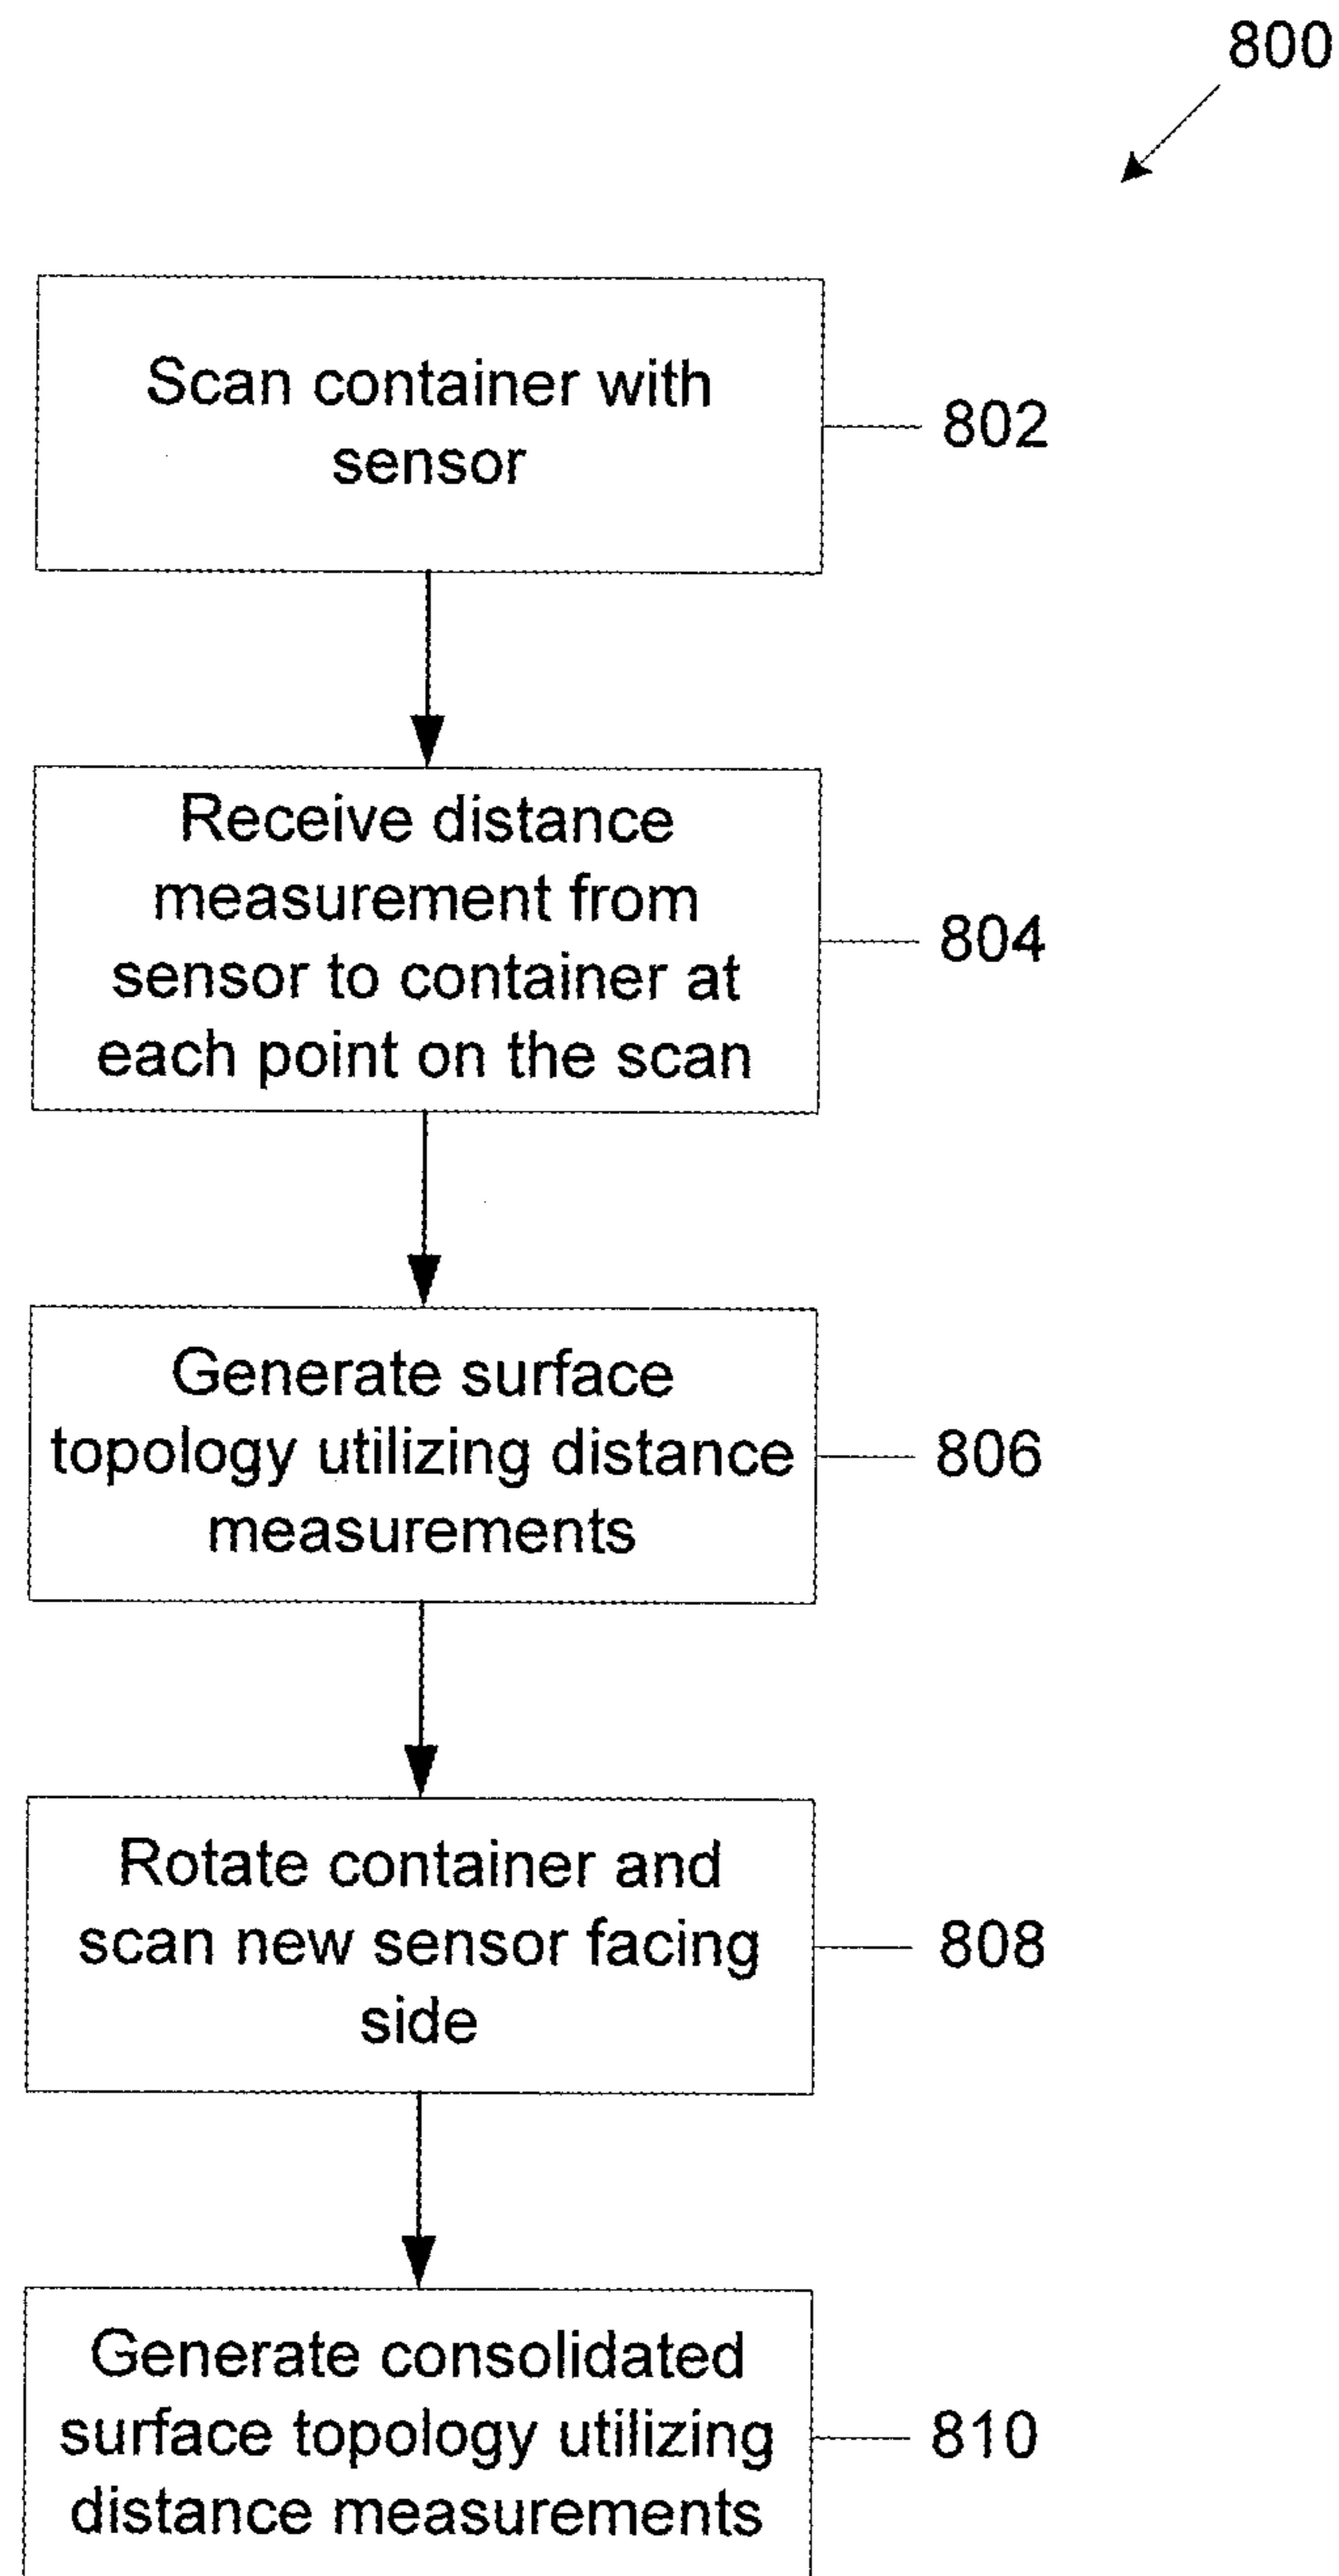 800
Scan container with
sensor
802
Receive distance
measurement from
sensor to container at
each point on the scan
804
Generate surface
topology utilizing distance
measurements
806
Rotate container and
scan new sensor facing
side
808
Generate consolidated
surface topology utilizing
distance measurements
810